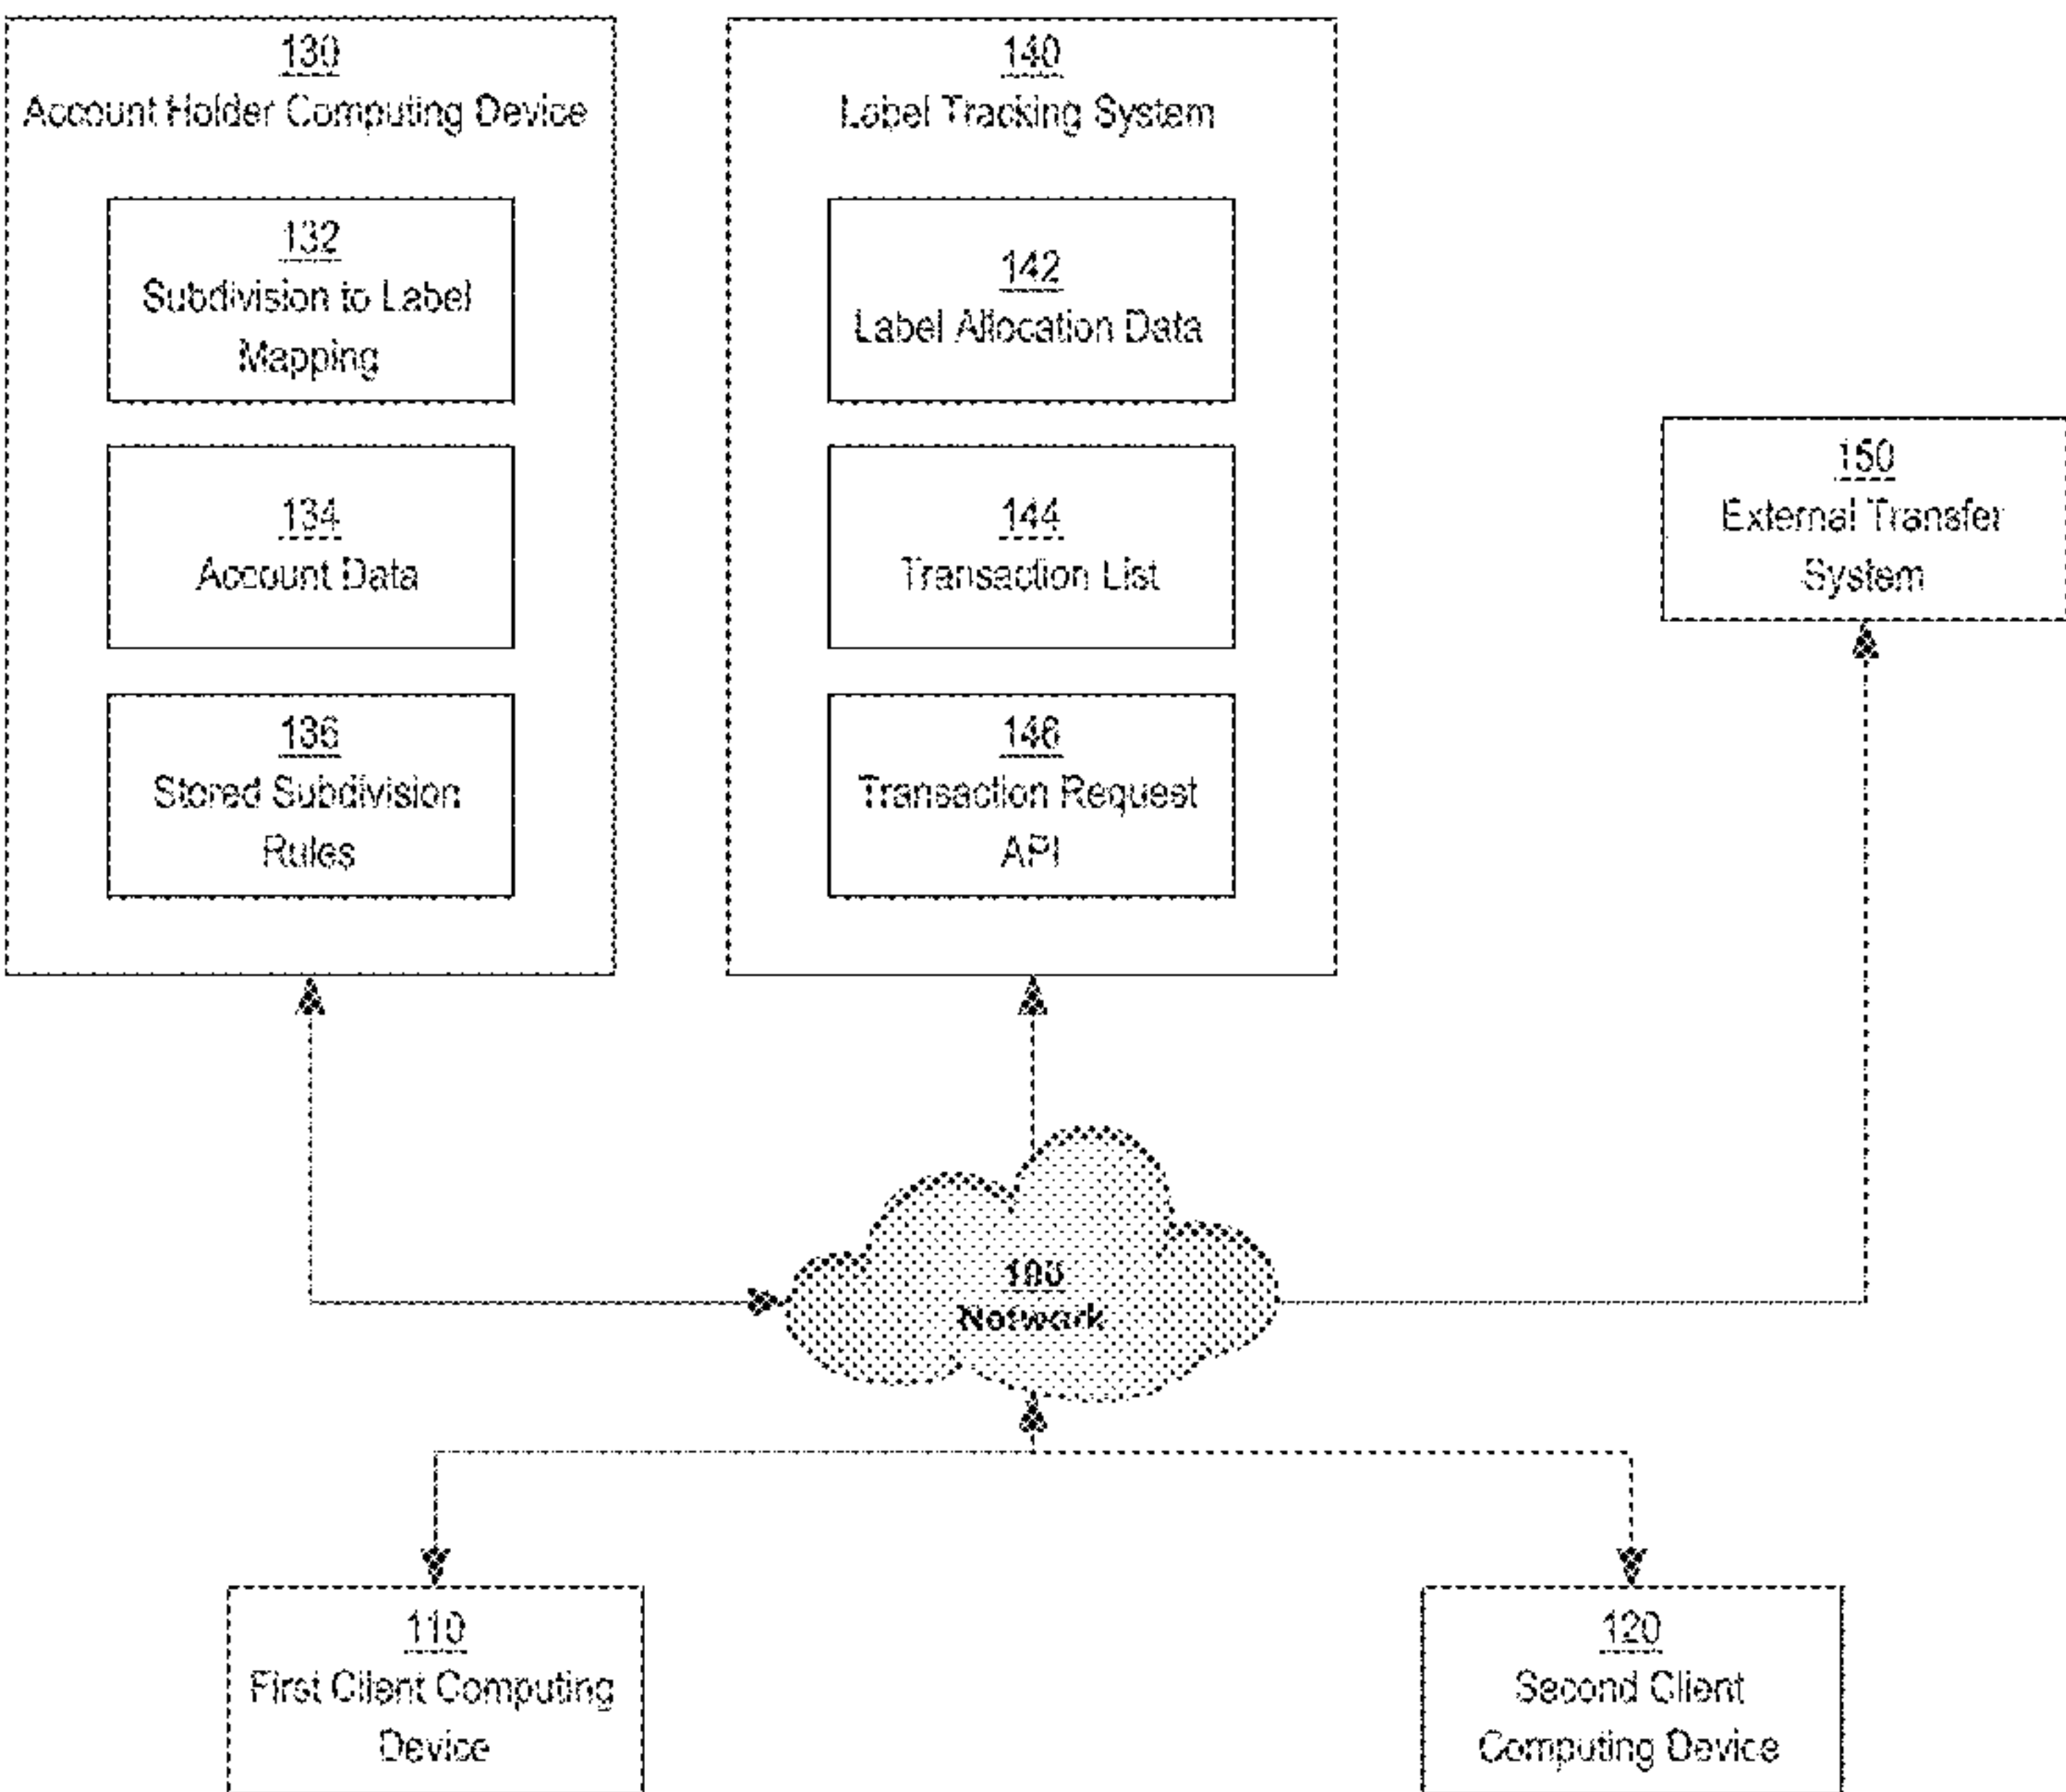 130
Account Holder Computing Device
132
Subdivision to Label
Mapping
134
Account Data
136
Stored Subdivision
Rules
140
Label Tracking System
142
Label Allocation Data
144
Transaction List
146
Transaction Request
API
150
External Transfer
System
Network
110
First Client Computing
Device
120
Second Client
Computing Device